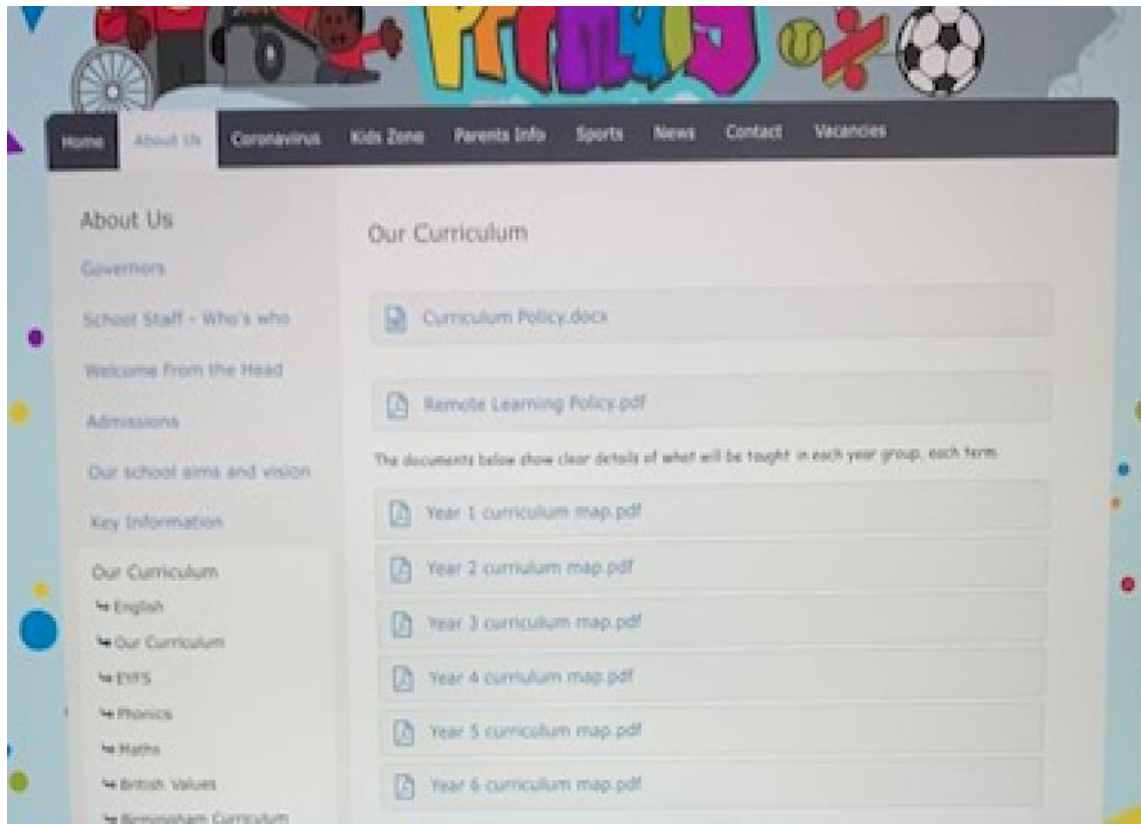 Primary
Home
About Us
Coronavirus
Kids Zone
Parents Info
Sports
News
Contact
Vacancies
About Us
Governors
School Staff - Who's who
Welcome from the Head
Admissions
Our school aims and vision
Key Information
Our Curriculum
English
Our Curriculum
EYFS
Phonics
Maths
British Values
Birmingham Curriculum
Our Curriculum
Curriculum Policy.docx
Remote Learning Policy.pdf
The documents below show clear details of what will be taught in each year group, each term.
Year 1 curriculum map.pdf
Year 2 curriulum map.pdf
Year 3 curriculum map.pdf
Year 4 curriulum map.pdf
Year 5 curriculum map.pdf
Year 6 curriculum map.pdf